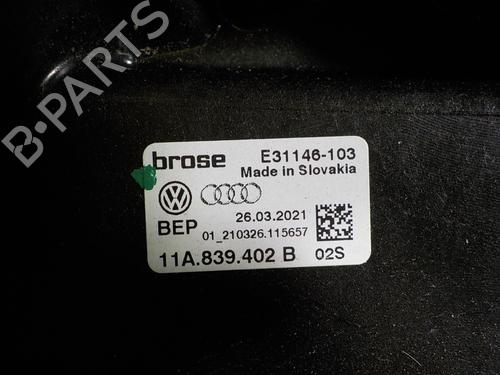 B-PARTS
brose E31146-103
Made in Slovakia
26.03.2021
BEP 01_210326.115657
11A.839.402 B 02S